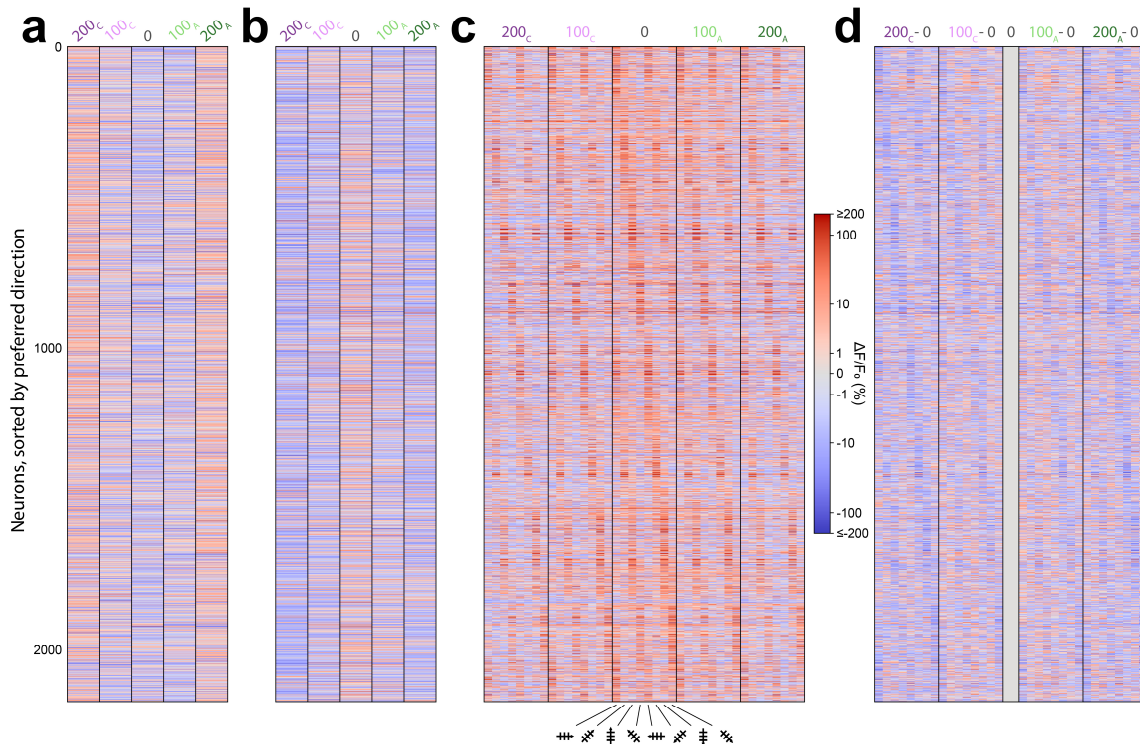 a b c d
200C 100C 0 100A 200A
200C 100C 0 100A 200A
200C 100C 0 100A 200A
200C- 0 100C- 0 0 100A- 0 200A- 0
0
1000
2000
Neurons, sorted by preferred direction
≥200
100
10
1
0
-1
-10
-100
≤-200
ΔF/F₀ (%)